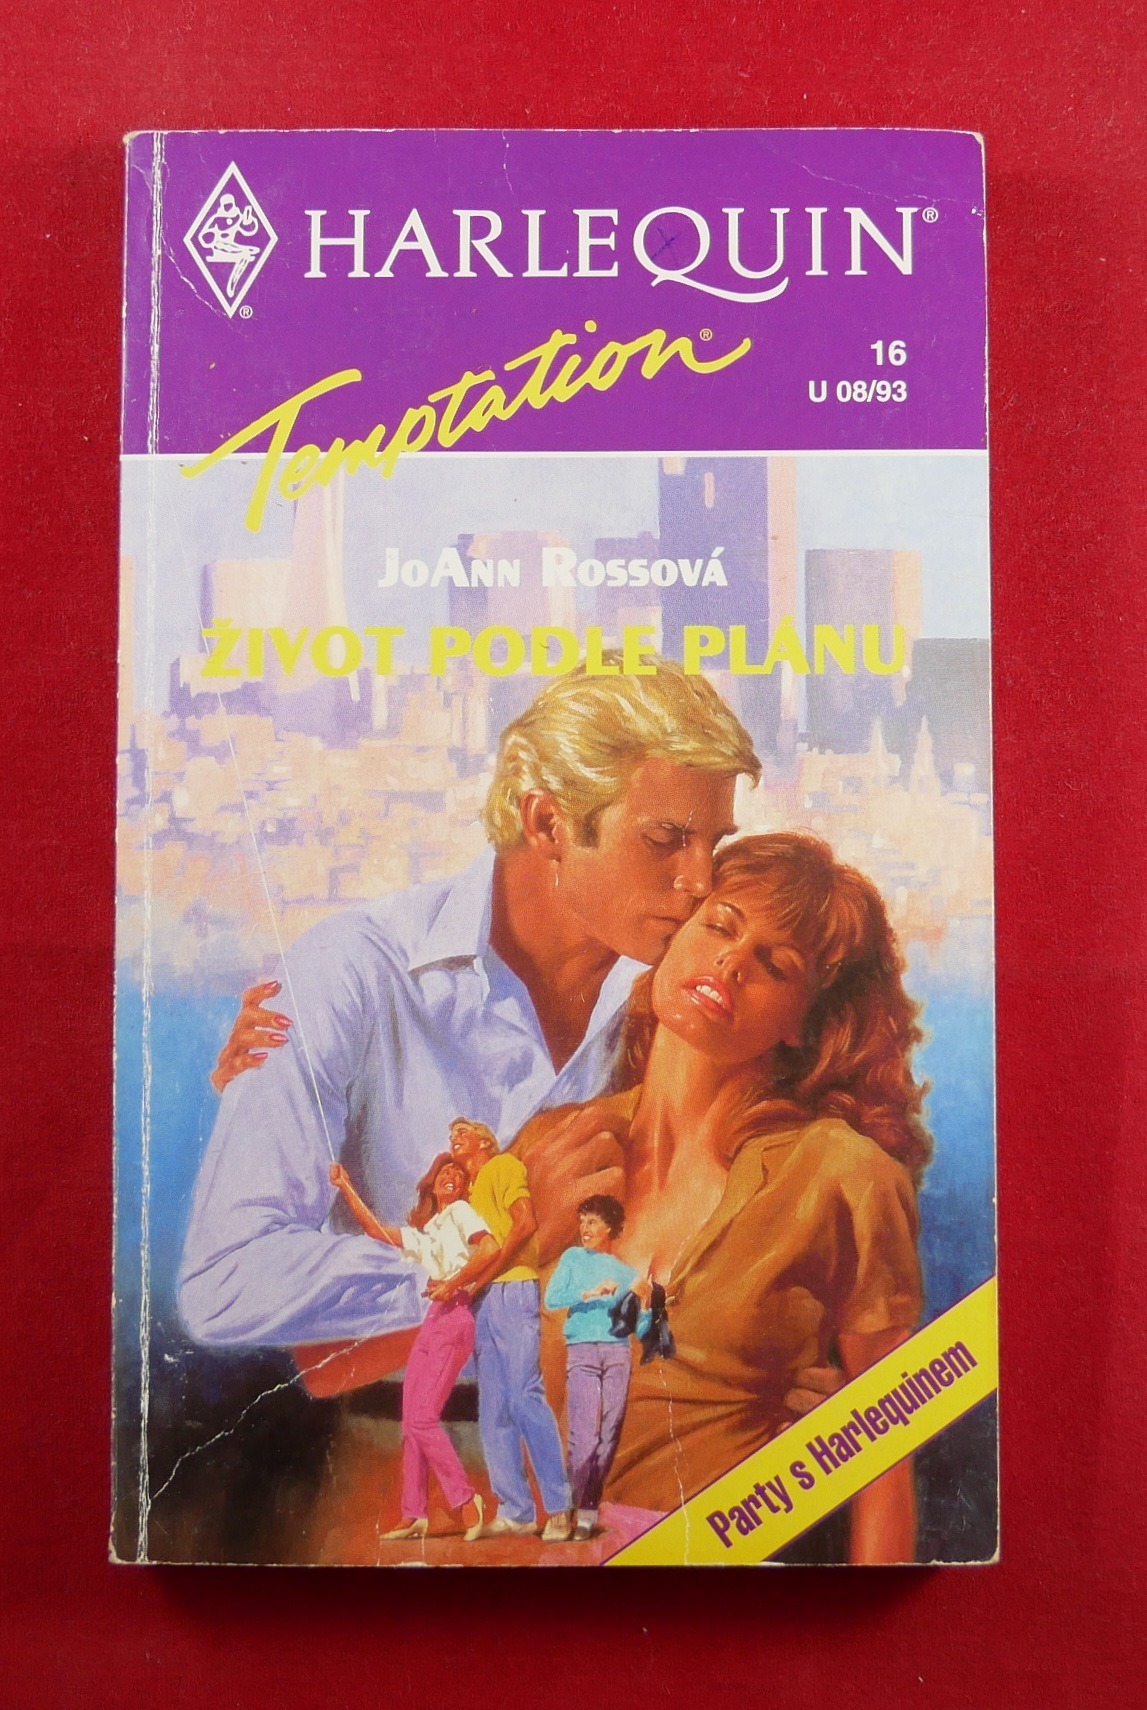 HARLEQUIN®
®
Temptation®
16
U 08/93
JoAnn Rossová
ŽIVOT PODLE PLÁNU
Party s Harlequinem